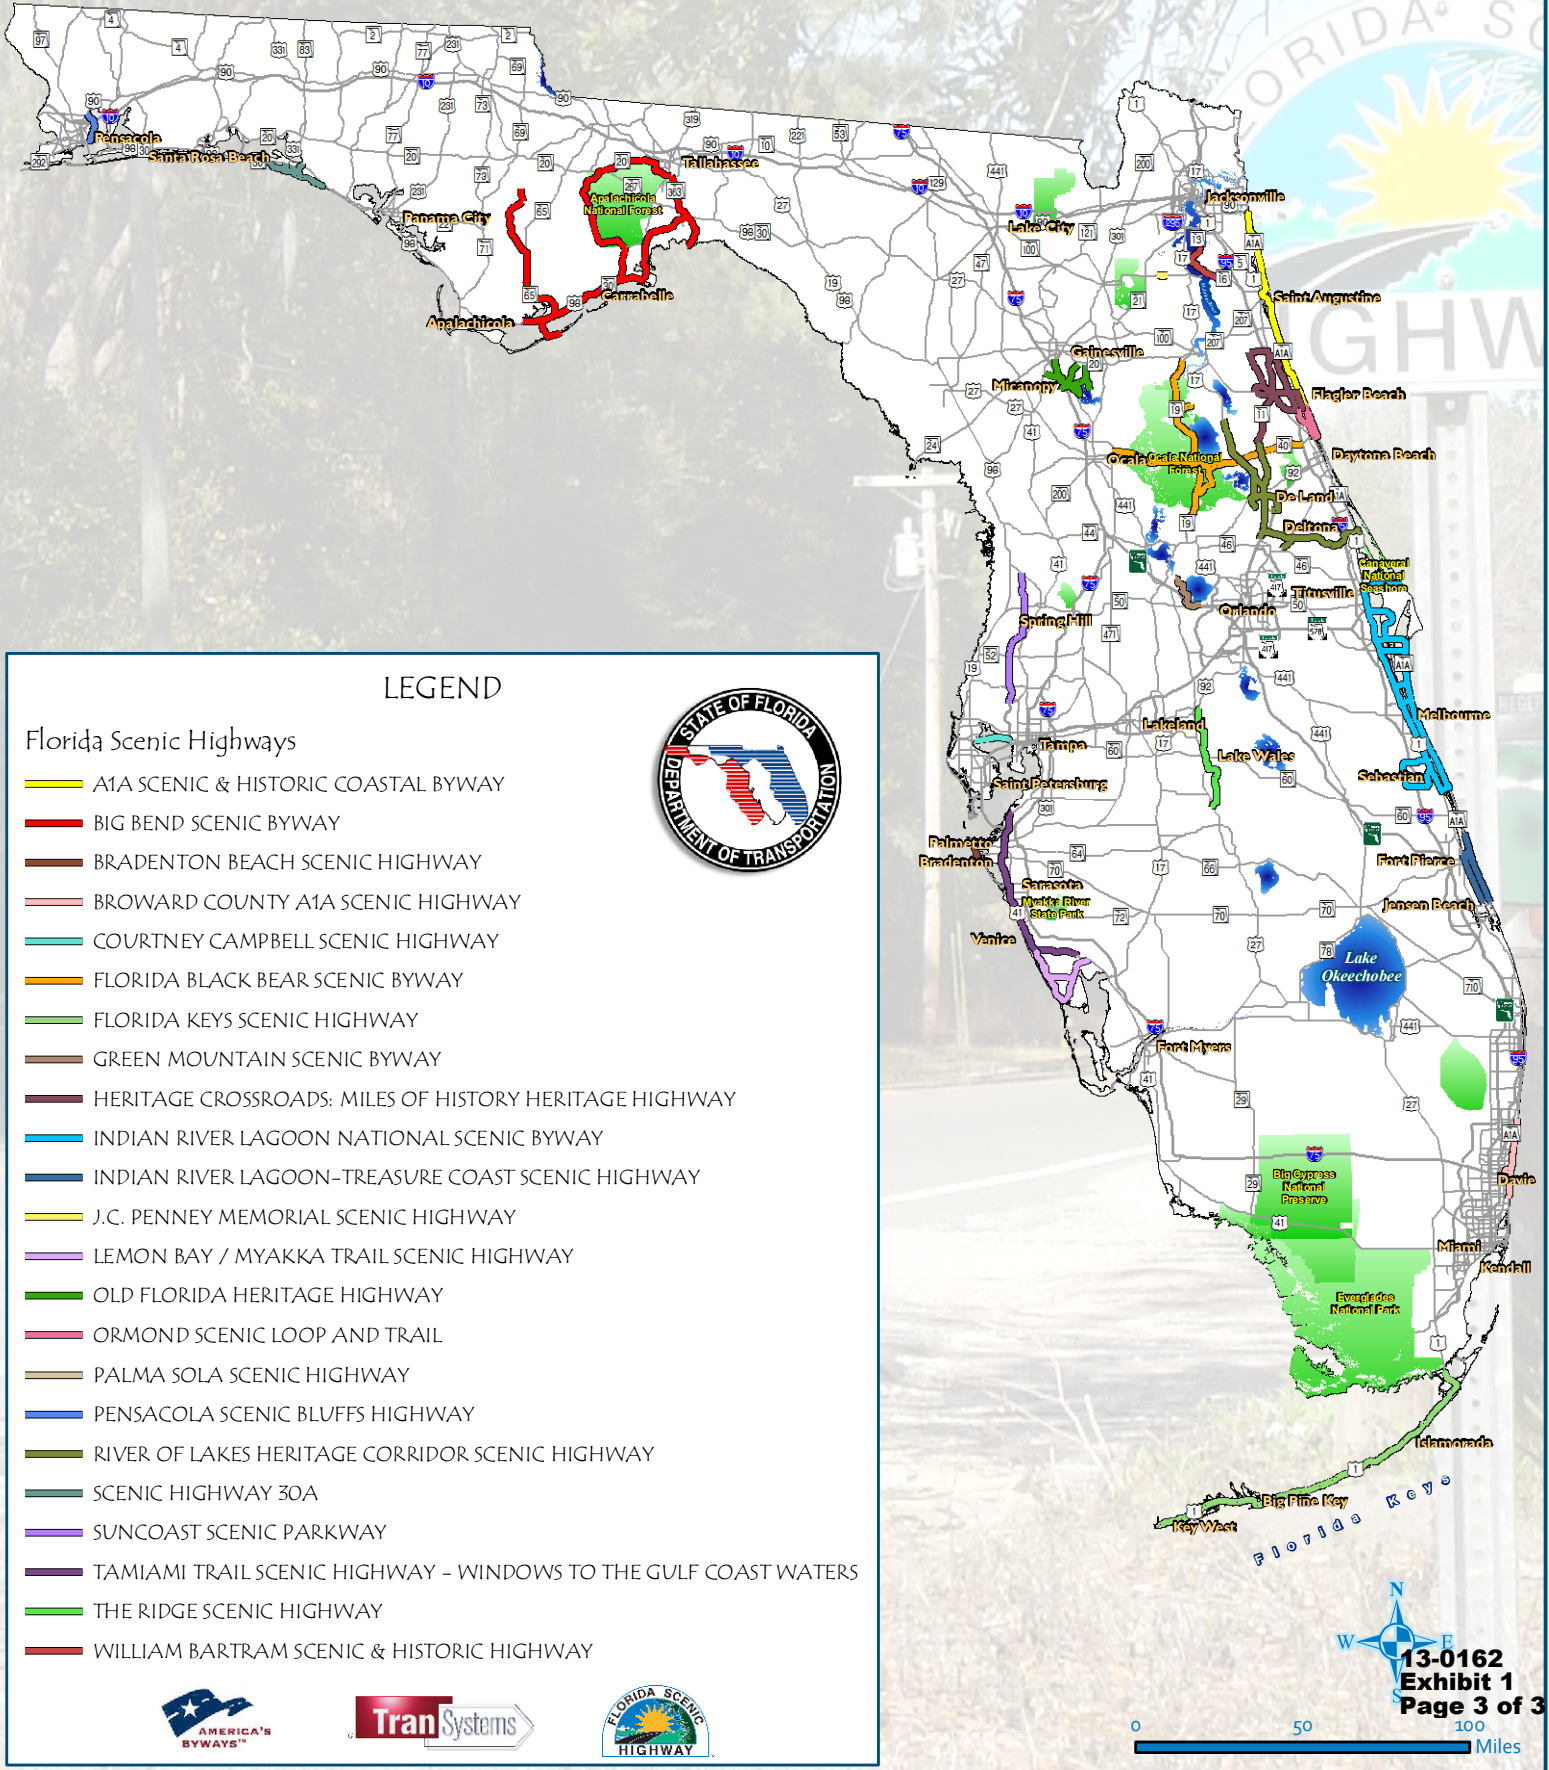 LEGEND
Florida Scenic Highways
A1A SCENIC & HISTORIC COASTAL BYWAY
BIG BEND SCENIC BYWAY
BRADENTON BEACH SCENIC HIGHWAY
BROWARD COUNTY A1A SCENIC HIGHWAY
COURTNEY CAMPBELL SCENIC HIGHWAY
FLORIDA BLACK BEAR SCENIC BYWAY
FLORIDA KEYS SCENIC HIGHWAY
GREEN MOUNTAIN SCENIC BYWAY
HERITAGE CROSSROADS: MILES OF HISTORY HERITAGE HIGHWAY
INDIAN RIVER LAGOON NATIONAL SCENIC BYWAY
INDIAN RIVER LAGOON-TREASURE COAST SCENIC HIGHWAY
J.C. PENNEY MEMORIAL SCENIC HIGHWAY
LEMON BAY / MYAKKA TRAIL SCENIC HIGHWAY
OLD FLORIDA HERITAGE HIGHWAY
ORMOND SCENIC LOOP AND TRAIL
PALMA SOLA SCENIC HIGHWAY
PENSACOLA SCENIC BLUFFS HIGHWAY
RIVER OF LAKES HERITAGE CORRIDOR SCENIC HIGHWAY
SCENIC HIGHWAY 30A
SUNCOAST SCENIC PARKWAY
TAMIAMI TRAIL SCENIC HIGHWAY - WINDOWS TO THE GULF COAST WATERS
THE RIDGE SCENIC HIGHWAY
WILLIAM BARTRAM SCENIC & HISTORIC HIGHWAY
STATE OF FLORIDA
DEPARTMENT OF TRANSPORTATION
AMERICA'S
BYWAYS™
TranSystems
FLORIDA SCENIC
HIGHWAY
Pensacola
Santa Rosa Beach
Panama City
Apalachicola
Carrabelle
Tallahassee
Apalachicola
National Forest
Lake City
Jacksonville
Saint Augustine
Gainesville
Micanopy
Flagler Beach
Ocala
Ocala National
Forest
Daytona Beach
De Land
Deltona
Canaveral
National
Seashore
Titusville
Orlando
Spring Hill
Lakeland
Lake Wales
Melbourne
Tampa
Saint Petersburg
Sebastian
Palmetto
Bradenton
Fort Pierce
Sarasota
Myakka River
State Park
Jensen Beach
Venice
Lake
Okeechobee
Fort Myers
Big Cypress
National
Preserve
Davie
Miami
Kendall
Everglades
National Park
Islamorada
Big Pine Key
Key West
Florida Keys
N
W E
S
13-0162
Exhibit 1
Page 3 of 3
0 50 100
Miles